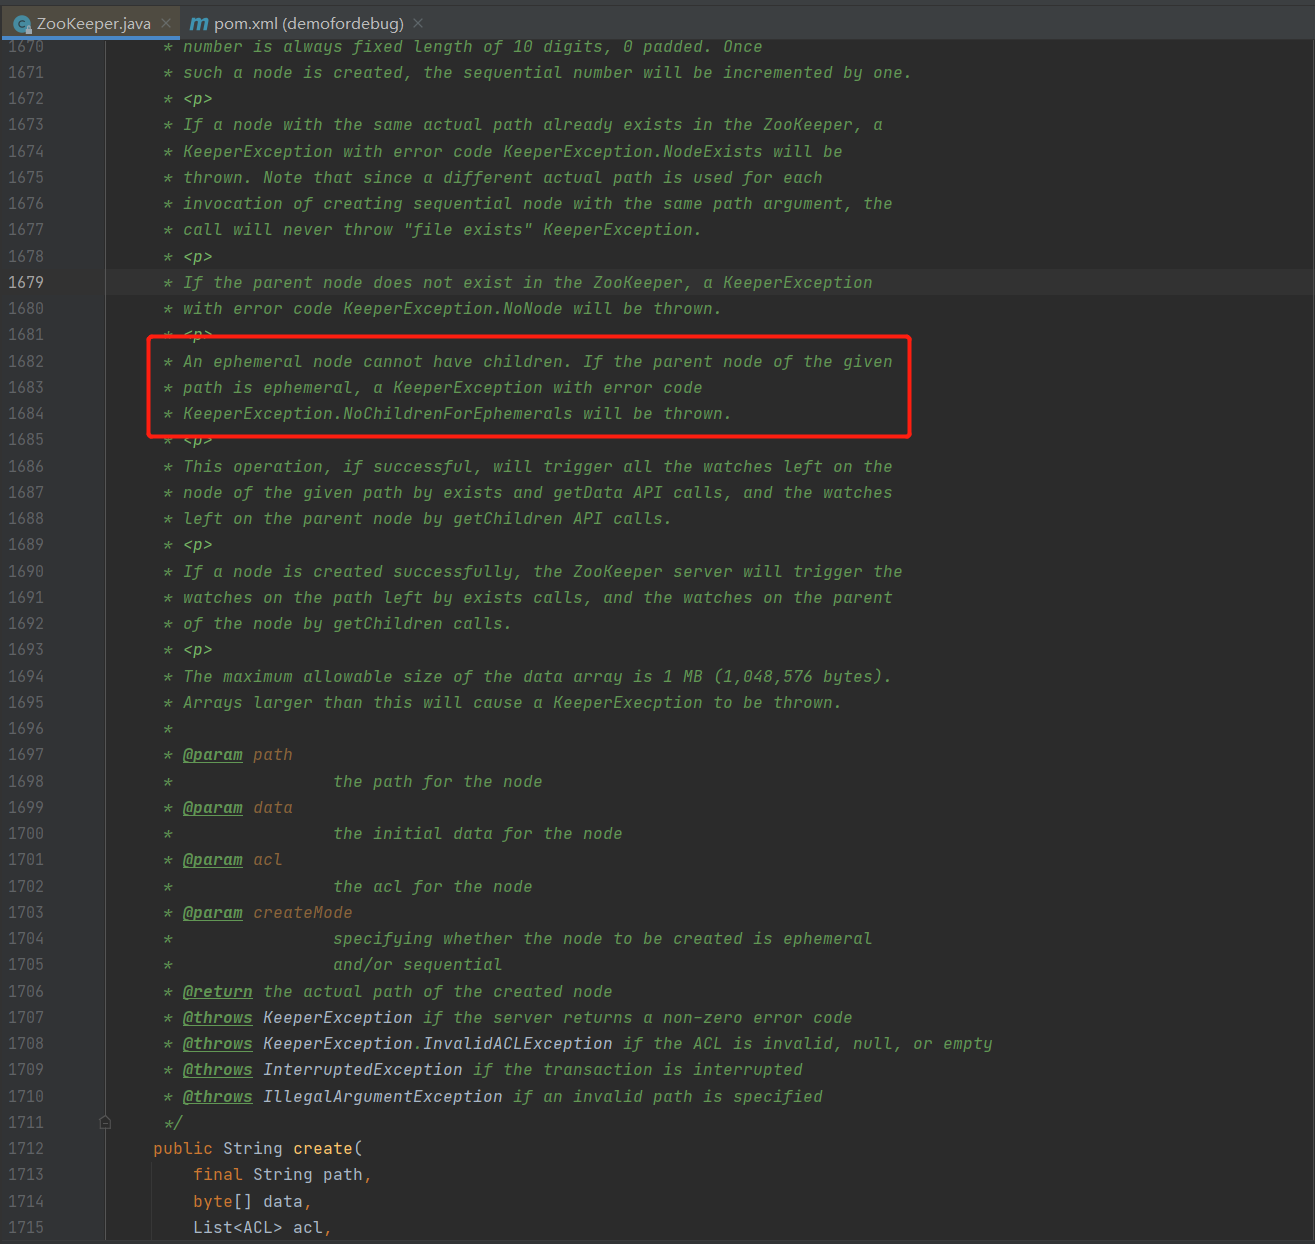 ZooKeeper.java pom.xml (demofordebug)
1670 * number is always fixed length of 10 digits, 0 padded. Once
1671 * such a node is created, the sequential number will be incremented by one.
1672 * <p>
1673 * If a node with the same actual path already exists in the ZooKeeper, a
1674 * KeeperException with error code KeeperException.NodeExists will be
1675 * thrown. Note that since a different actual path is used for each
1676 * invocation of creating sequential node with the same path argument, the
1677 * call will never throw "file exists" KeeperException.
1678 * <p>
1679 * If the parent node does not exist in the ZooKeeper, a KeeperException
1680 * with error code KeeperException.NoNode will be thrown.
1681 * <p>
1682 * An ephemeral node cannot have children. If the parent node of the given
1683 * path is ephemeral, a KeeperException with error code
1684 * KeeperException.NoChildrenForEphemerals will be thrown.
1685 * <p>
1686 * This operation, if successful, will trigger all the watches left on the
1687 * node of the given path by exists and getData API calls, and the watches
1688 * left on the parent node by getChildren API calls.
1689 * <p>
1690 * If a node is created successfully, the ZooKeeper server will trigger the
1691 * watches on the path left by exists calls, and the watches on the parent
1692 * of the node by getChildren calls.
1693 * <p>
1694 * The maximum allowable size of the data array is 1 MB (1,048,576 bytes).
1695 * Arrays larger than this will cause a KeeperExecption to be thrown.
1696 *
1697 * @param path
1698 * the path for the node
1699 * @param data
1700 * the initial data for the node
1701 * @param acl
1702 * the acl for the node
1703 * @param createMode
1704 * specifying whether the node to be created is ephemeral
1705 * and/or sequential
1706 * @return the actual path of the created node
1707 * @throws KeeperException if the server returns a non-zero error code
1708 * @throws KeeperException.InvalidACLException if the ACL is invalid, null, or empty
1709 * @throws InterruptedException if the transaction is interrupted
1710 * @throws IllegalArgumentException if an invalid path is specified
1711 */
1712 public String create(
1713 final String path,
1714 byte[] data,
1715 List<ACL> acl,